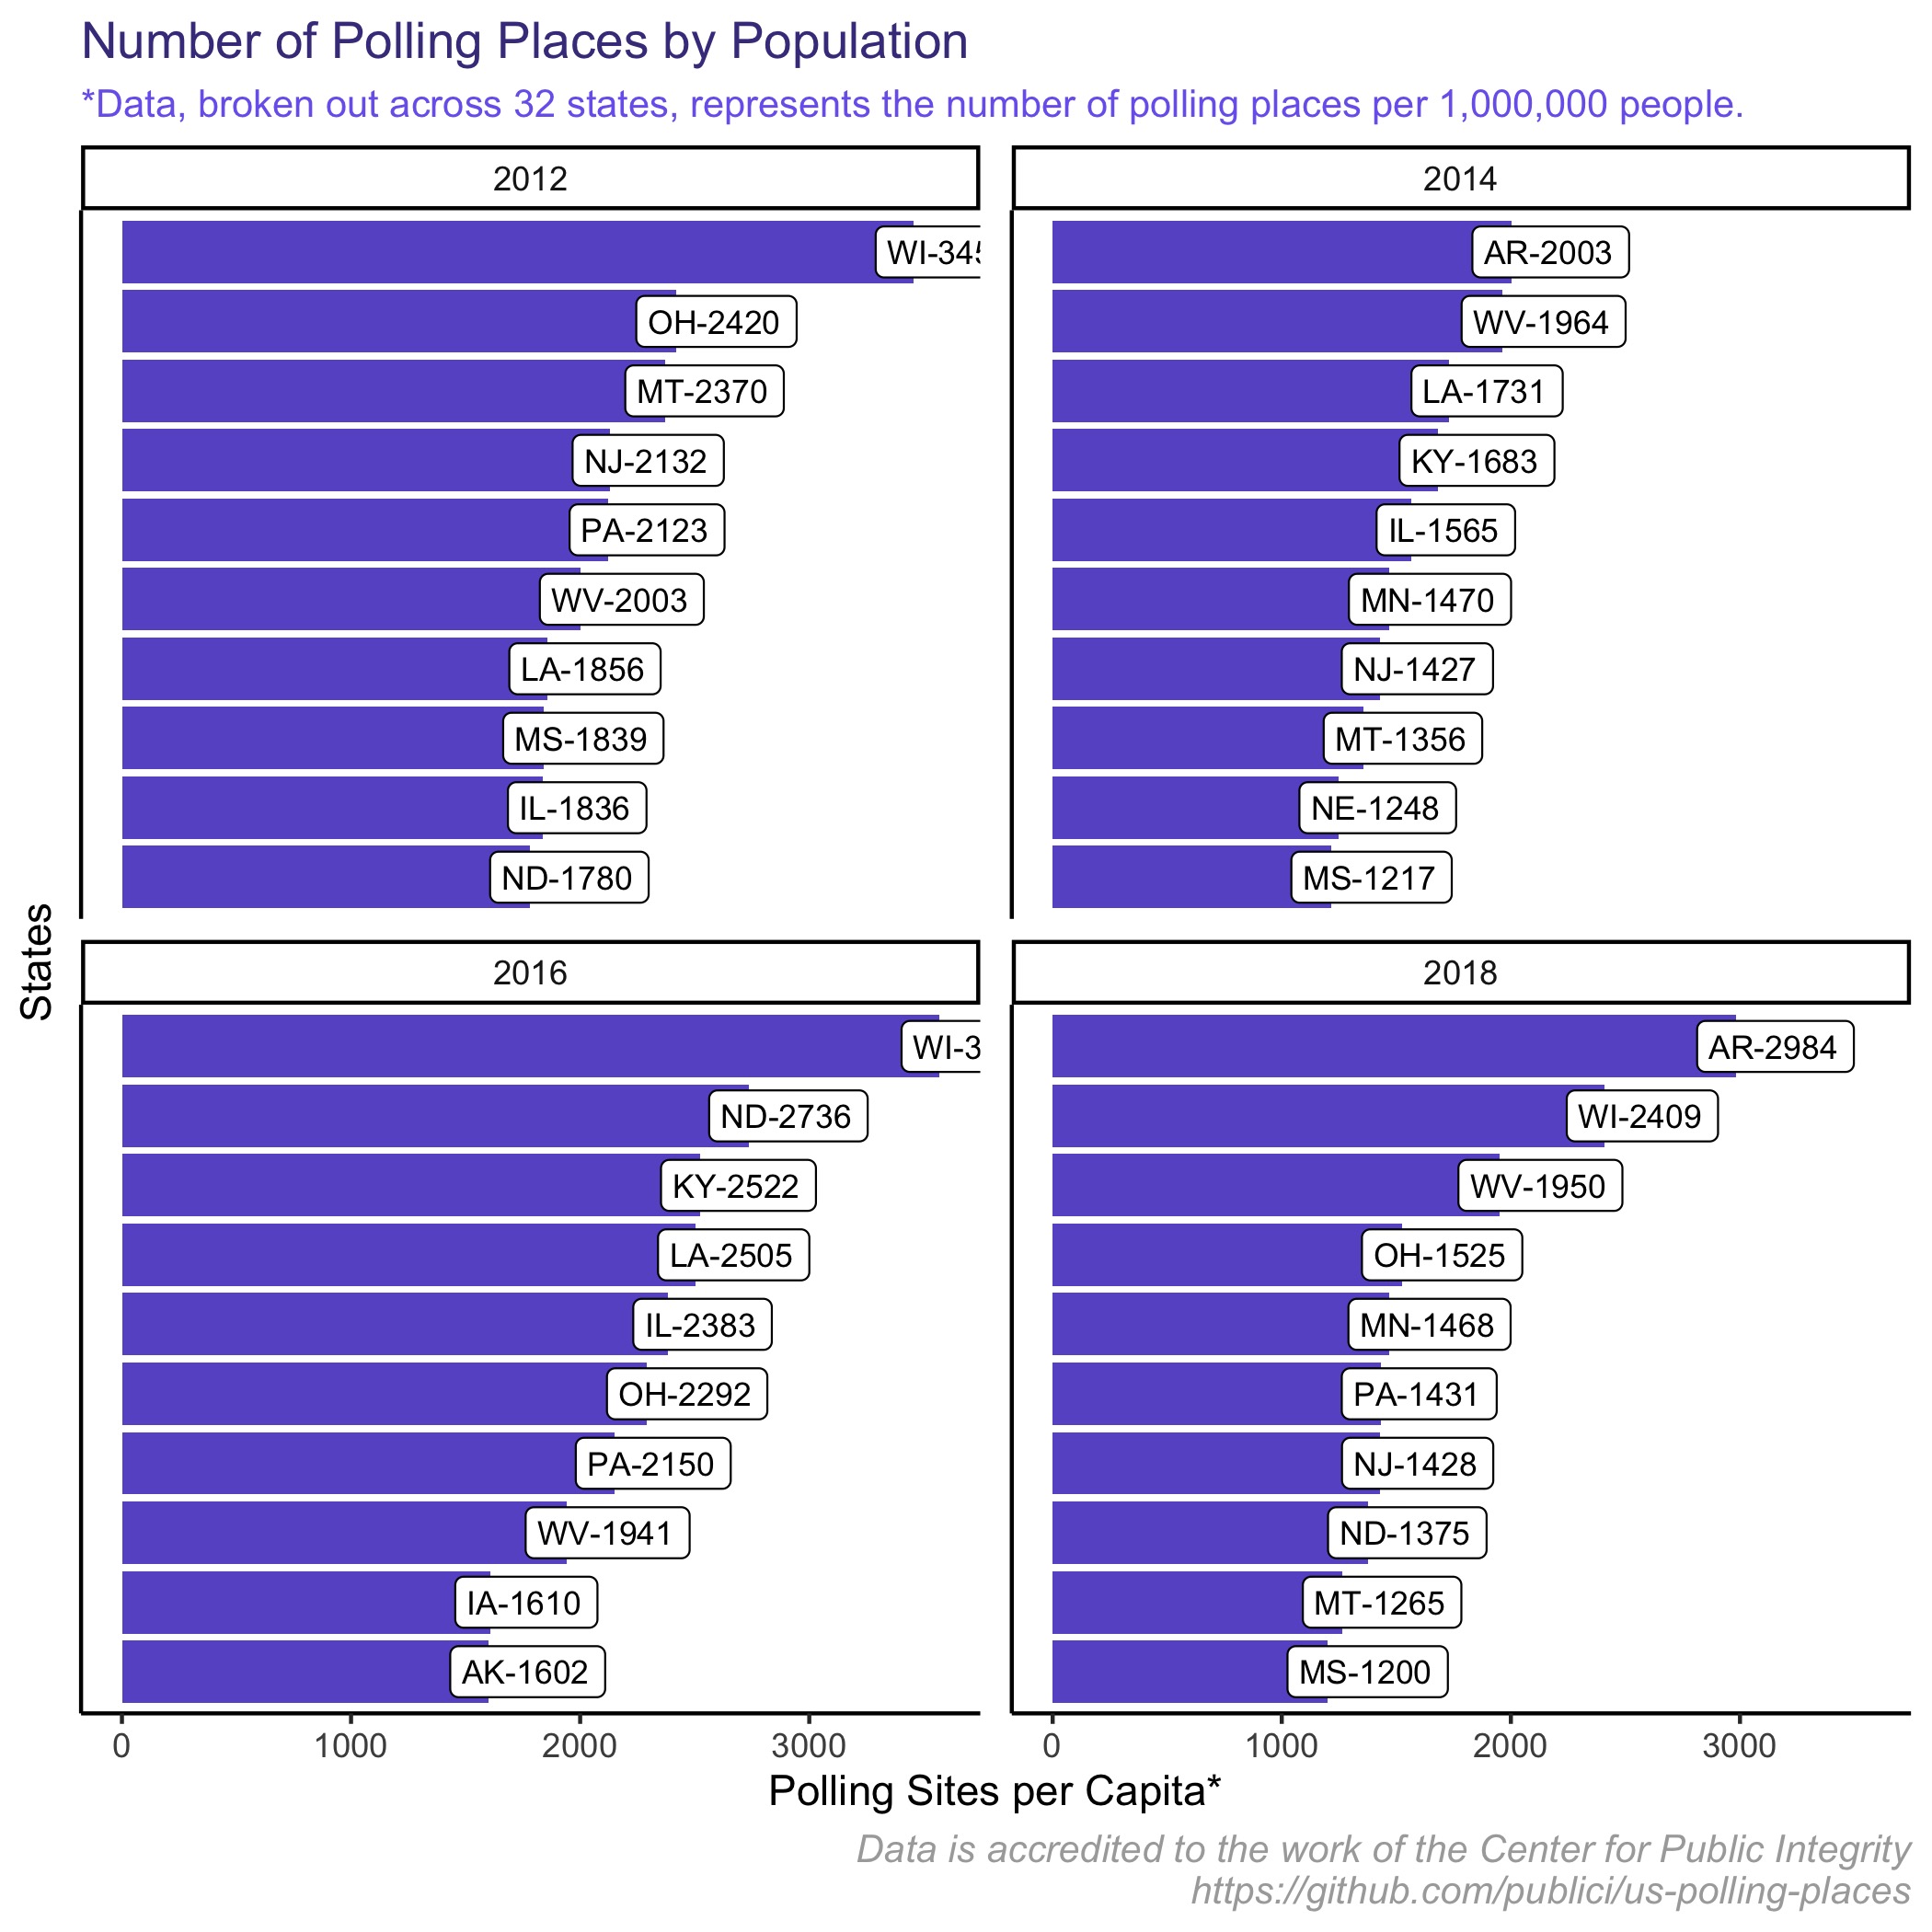 Number of Polling Places by Population
*Data, broken out across 32 states, represents the number of polling places per 1,000,000 people.
2012
WI-345
OH-2420
MT-2370
NJ-2132
PA-2123
WV-2003
LA-1856
MS-1839
IL-1836
ND-1780
2014
AR-2003
WV-1964
LA-1731
KY-1683
IL-1565
MN-1470
NJ-1427
MT-1356
NE-1248
MS-1217
States
2016
WI-3
ND-2736
KY-2522
LA-2505
IL-2383
OH-2292
PA-2150
WV-1941
IA-1610
AK-1602
2018
AR-2984
WI-2409
WV-1950
OH-1525
MN-1468
PA-1431
NJ-1428
ND-1375
MT-1265
MS-1200
0 1000 2000 3000
0 1000 2000 3000
Polling Sites per Capita*
Data is accredited to the work of the Center for Public Integrity
https://github.com/publici/us-polling-places